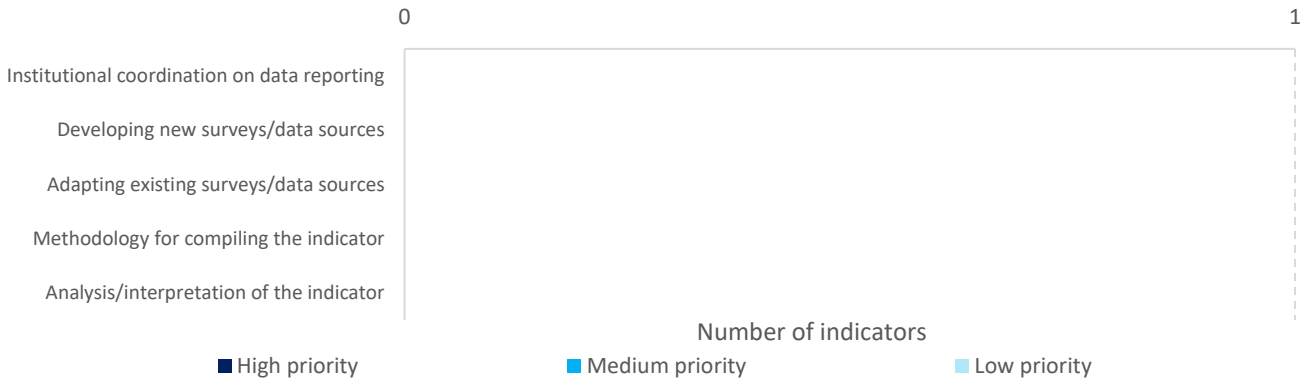 0 1
Institutional coordination on data reporting
Developing new surveys/data sources
Adapting existing surveys/data sources
Methodology for compiling the indicator
Analysis/interpretation of the indicator
Number of indicators
High priority Medium priority Low priority